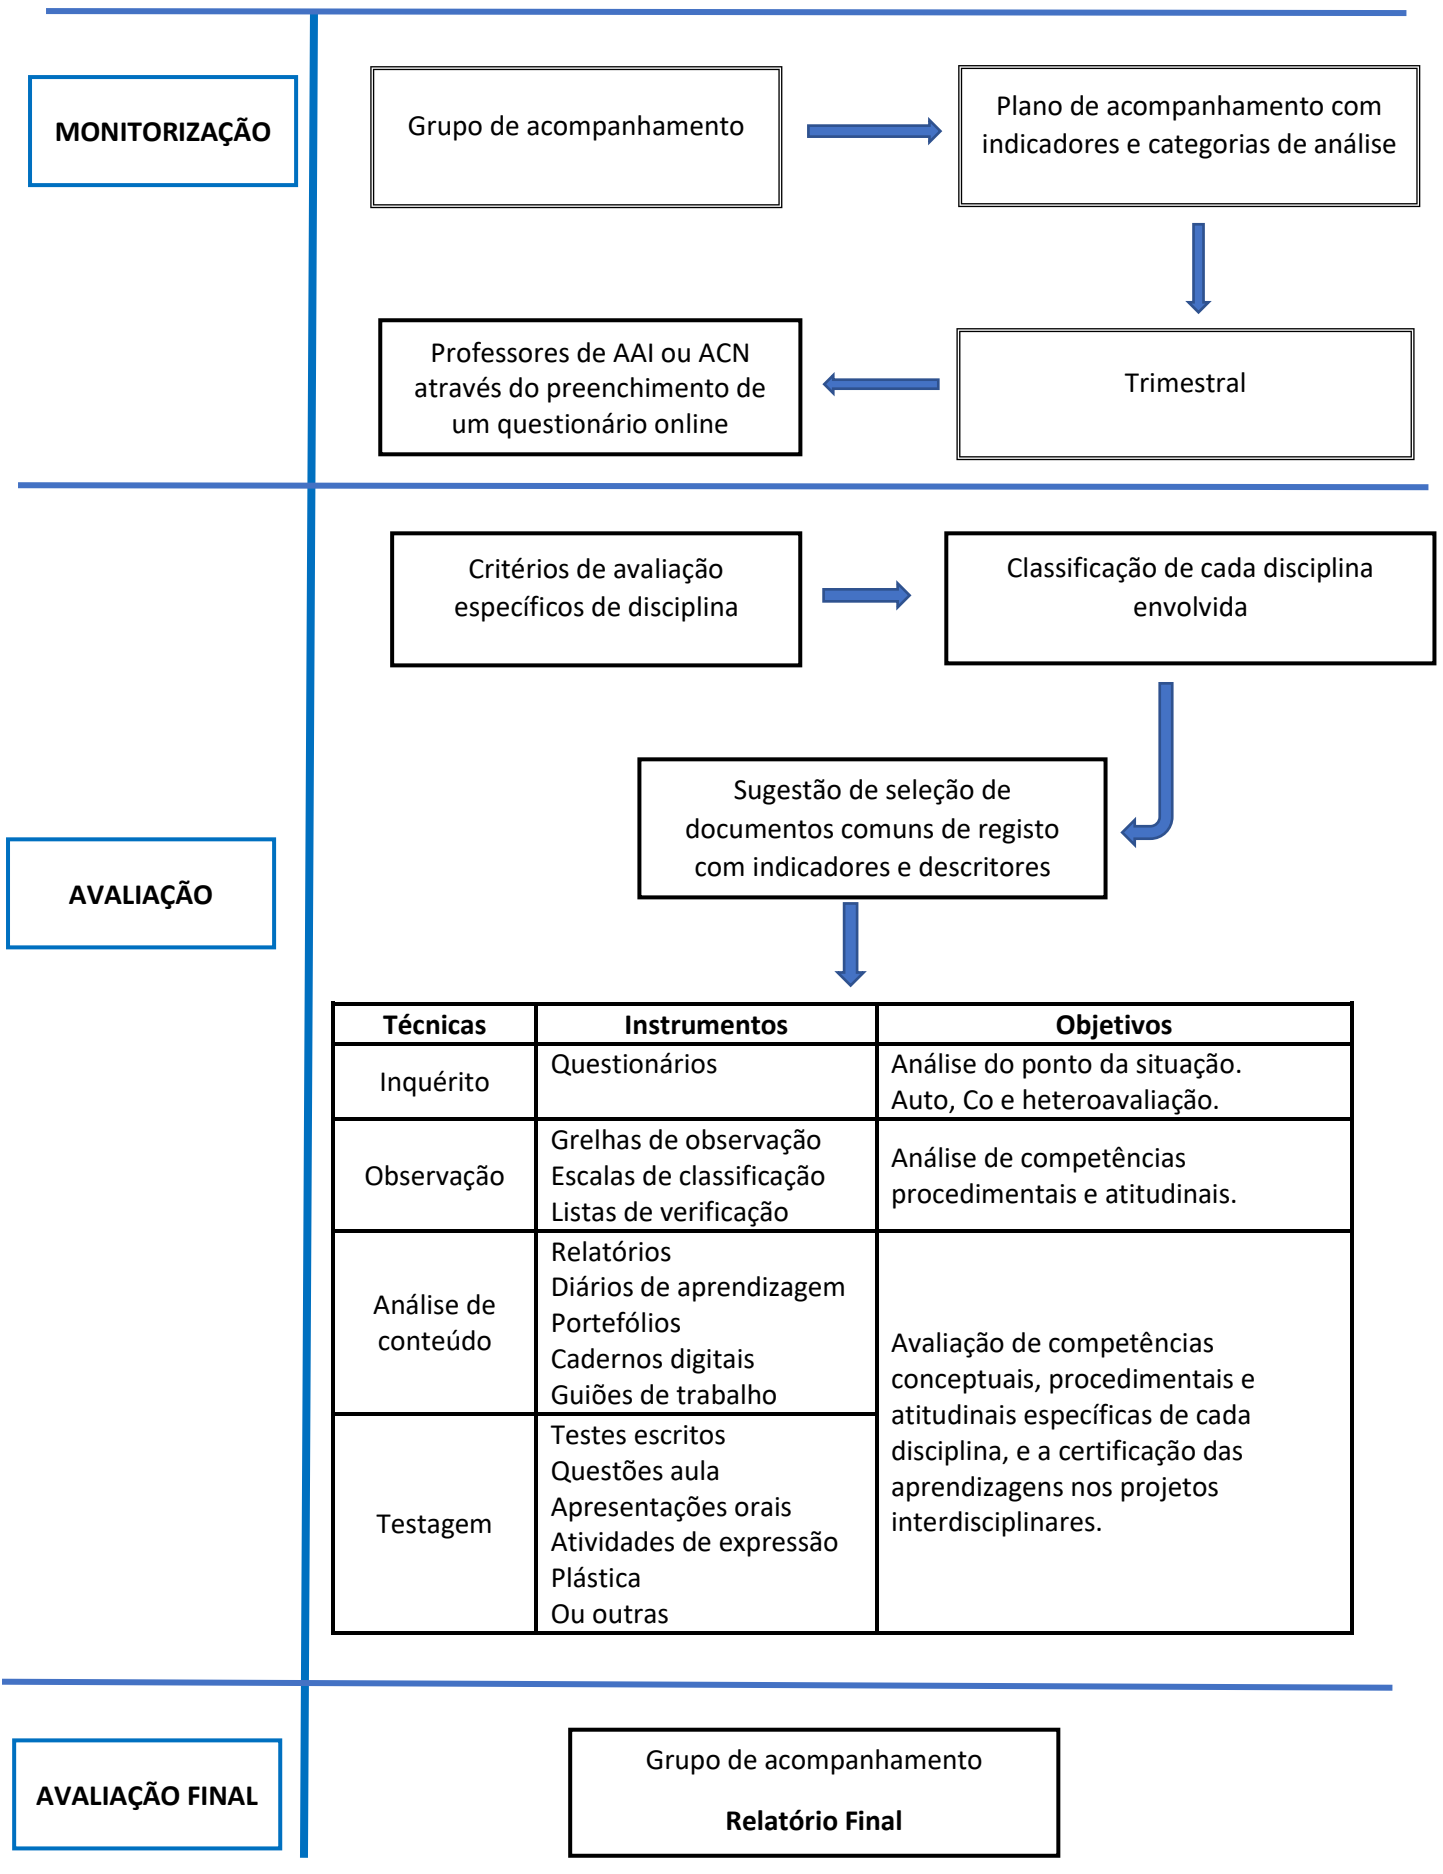 MONITORIZAÇÃO
Grupo de acompanhamento
Plano de acompanhamento com
indicadores e categorias de análise
Professores de AAI ou ACN
através do preenchimento de
um questionário online
Trimestral
Critérios de avaliação
específicos de disciplina
Classificação de cada disciplina
envolvida
Sugestão de seleção de
documentos comuns de registo
com indicadores e descritores
AVALIAÇÃO
Técnicas
Instrumentos
Objetivos
Inquérito
Questionários
Análise do ponto da situação.
Auto, Co e heteroavaliação.
Observação
Grelhas de observação
Escalas de classificação
Listas de verificação
Análise de competências
procedimentais e atitudinais.
Análise de
conteúdo
Relatórios
Diários de aprendizagem
Portefólios
Cadernos digitais
Guiões de trabalho
Avaliação de competências
conceptuais, procedimentais e
atitudinais específicas de cada
disciplina, e a certificação das
aprendizagens nos projetos
interdisciplinares.
Testagem
Testes escritos
Questões aula
Apresentações orais
Atividades de expressão
Plástica
Ou outras
AVALIAÇÃO FINAL
Grupo de acompanhamento
Relatório Final